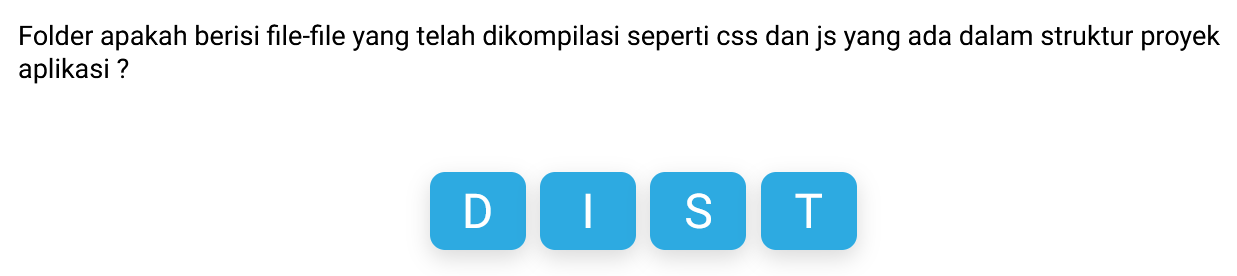 Folder apakah berisi file-file yang telah dikompilasi seperti css dan js yang ada dalam struktur proyek
aplikasi ?
D I S T